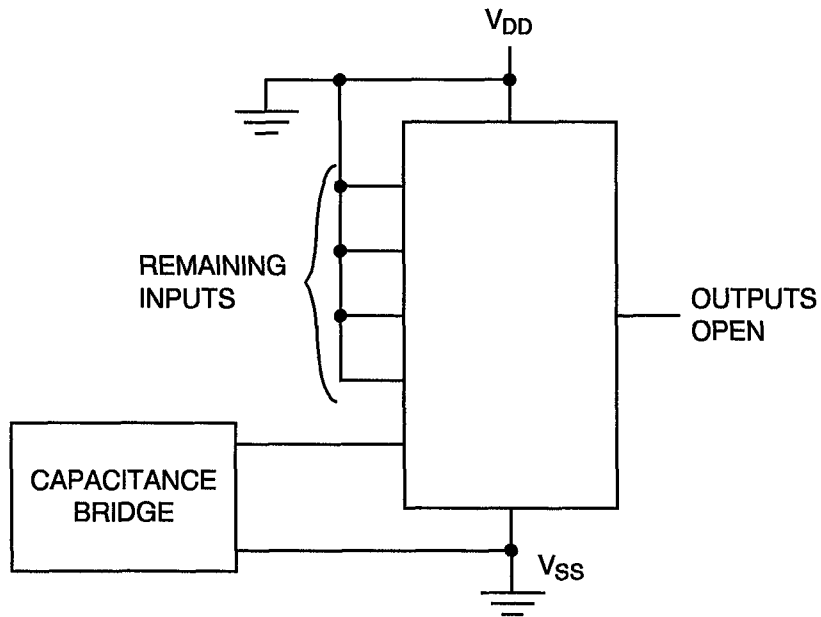 VDD
REMAINING
INPUTS
OUTPUTS
OPEN
CAPACITANCE
BRIDGE
VSS